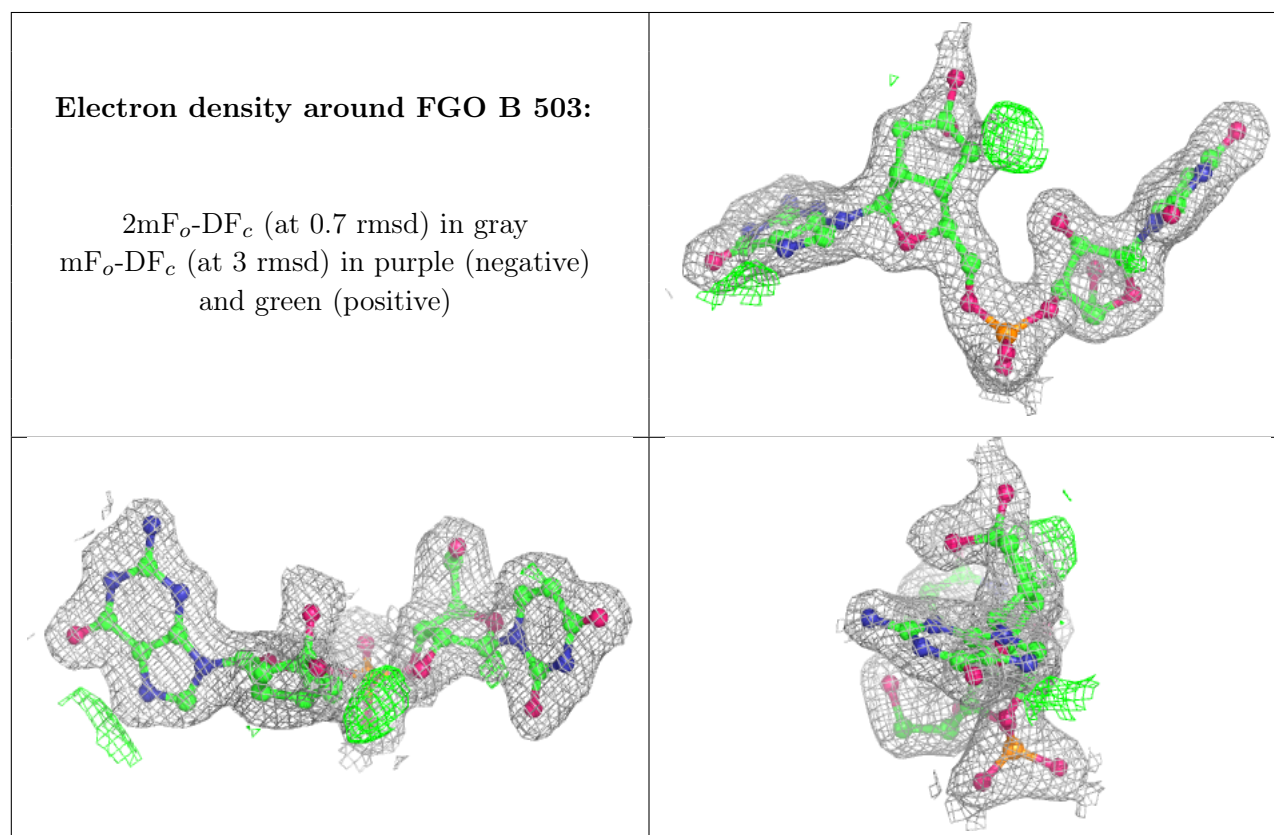 Electron density around FGO B 503:
2mFo-DFc (at 0.7 rmsd) in gray
mFo-DFc (at 3 rmsd) in purple (negative)
and green (positive)